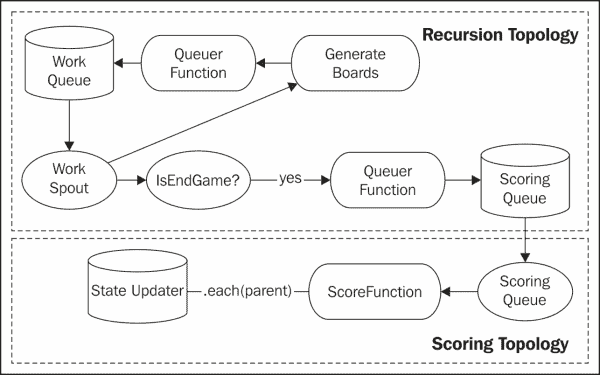 Recursion Topology
Work
Queue
Queuer
Function
Generate
Boards
Work
Spout
IsEndGame?
yes
Queuer
Function
Scoring
Queue
State Updater
.each(parent)
ScoreFunction
Scoring
Queue
Scoring Topology